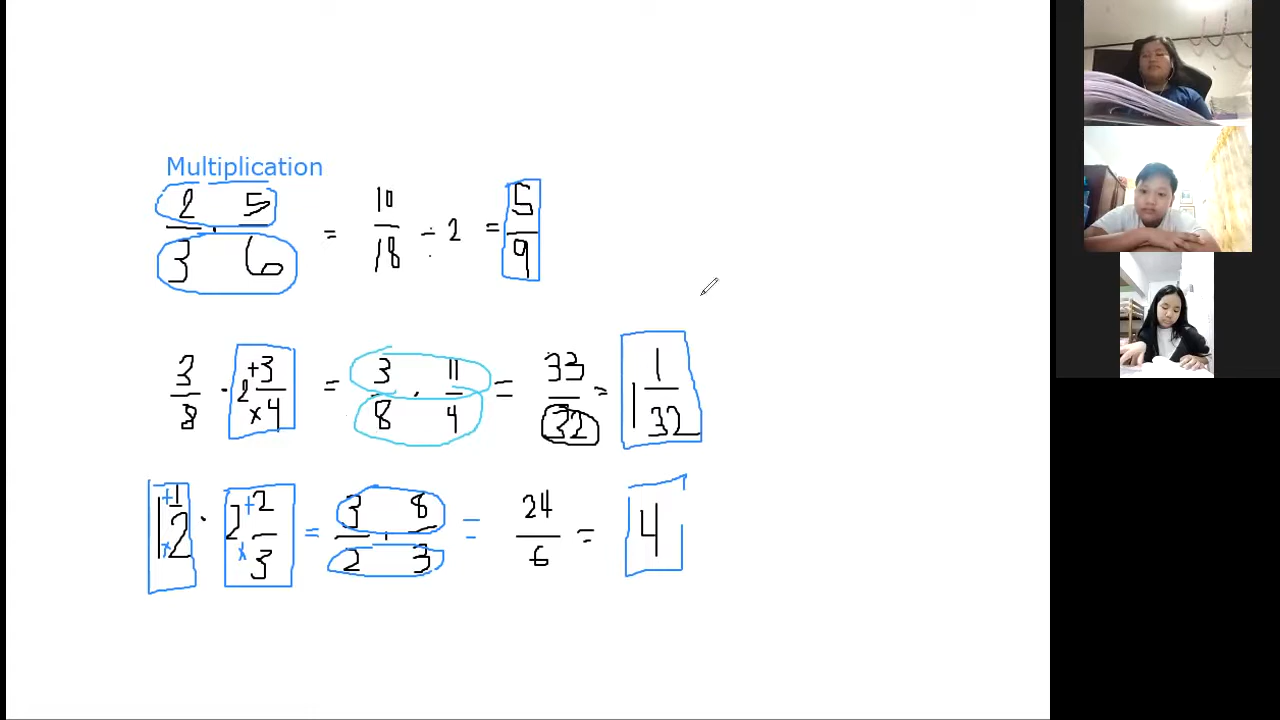 Multiplication
2/3 · 5/6 = 10/18 ÷ 2 = 5/9
3/8 · 2 +3/×4 = 3/8 · 11/4 = 33/32 = 1 1/32
1 +1/×2 · 2 +2/×3 = 3/2 · 8/3 = 24/6 = 4